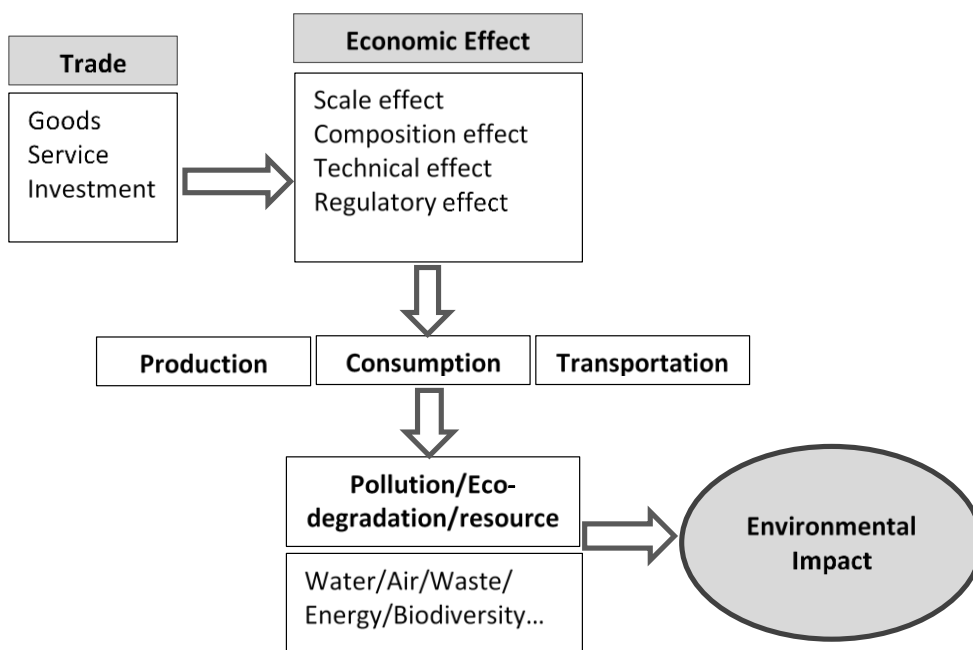 Trade
Goods
Service
Investment
Economic Effect
Scale effect
Composition effect
Technical effect
Regulatory effect
Production
Consumption
Transportation
Pollution/Eco-
degradation/resource
Water/Air/Waste/
Energy/Biodiversity...
Environmental
Impact